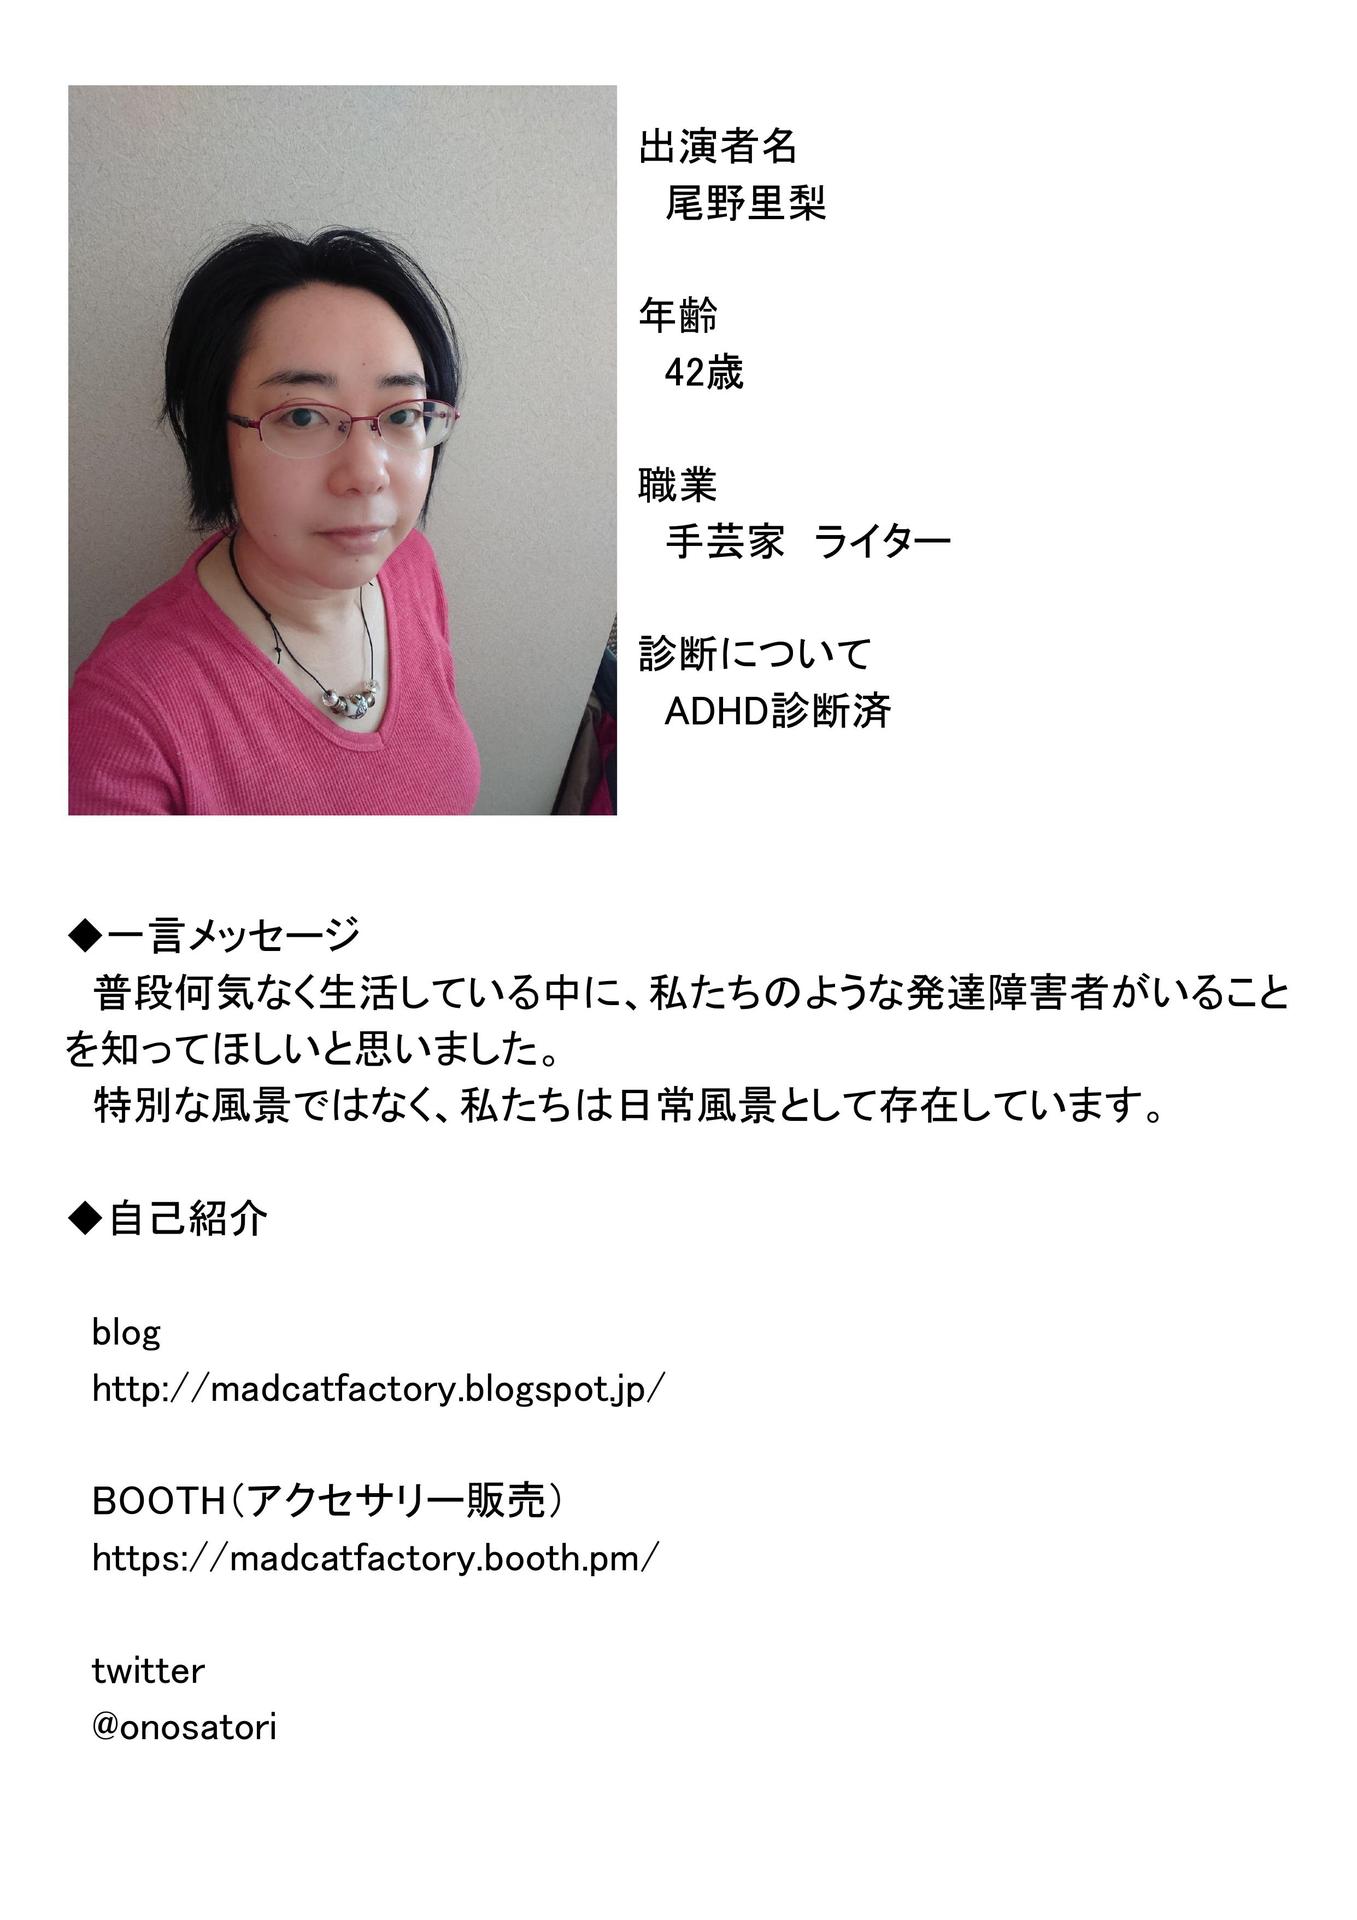 出演者名
尾野里梨
年齢
42歳
職業
手芸家　ライター
診断について
ADHD診断済
◆一言メッセージ
普段何気なく生活している中に、私たちのような発達障害者がいること
を知ってほしいと思いました。
特別な風景ではなく、私たちは日常風景として存在しています。
◆自己紹介
blog
http://madcatfactory.blogspot.jp/
BOOTH（アクセサリー販売）
https://madcatfactory.booth.pm/
twitter
@onosatori